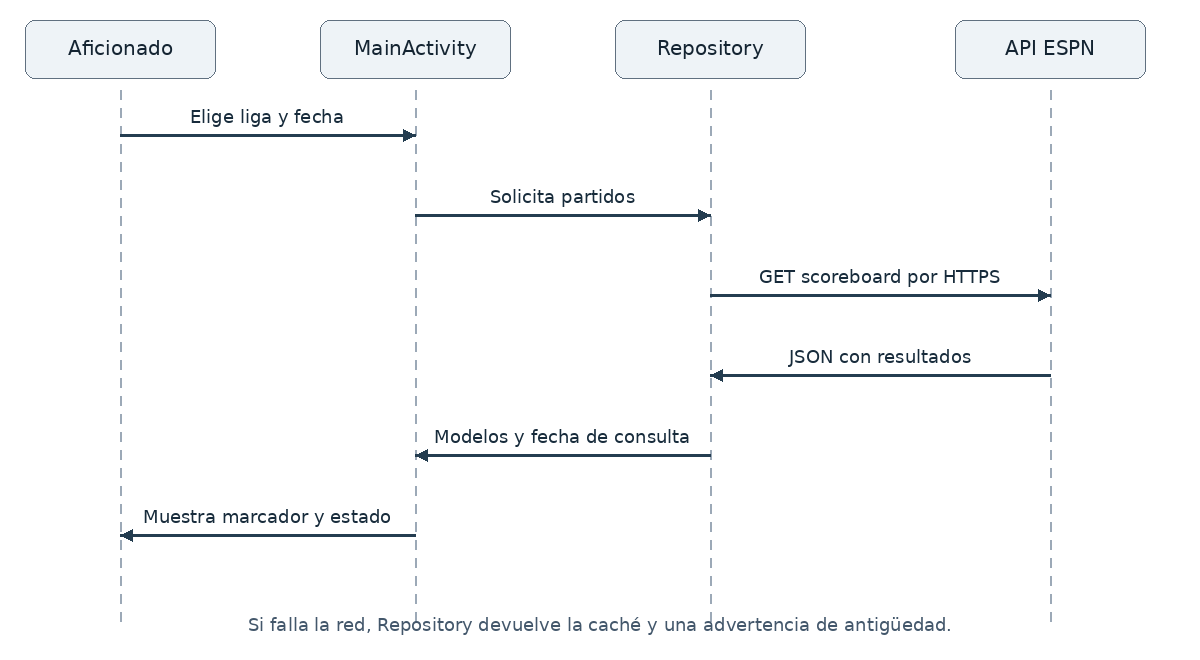 Aficionado
MainActivity
Repository
API ESPN
Elige liga y fecha
Solicita partidos
GET scoreboard por HTTPS
JSON con resultados
Modelos y fecha de consulta
Muestra marcador y estado
Si falla la red, Repository devuelve la caché y una advertencia de antigüedad.